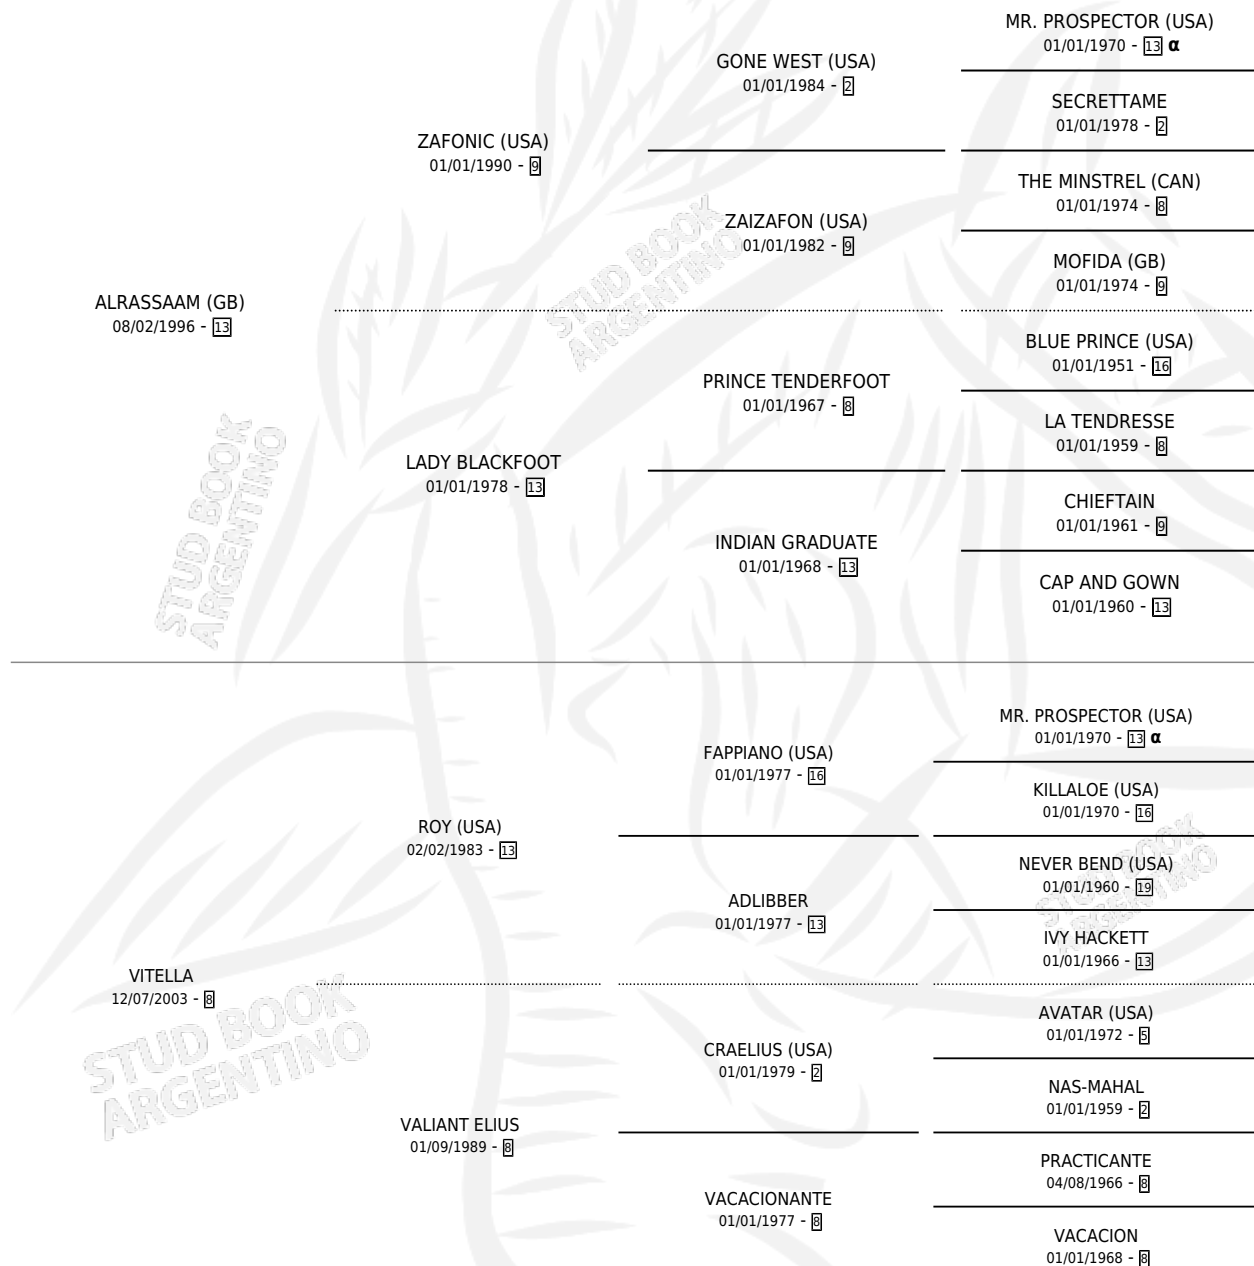 MR. PROSPECTOR (USA)
01/01/1970 - 13 α
GONE WEST (USA)
01/01/1984 - 2
SECRETTAME
01/01/1978 - 2
ZAFONIC (USA)
01/01/1990 - 9
THE MINSTREL (CAN)
01/01/1974 - 8
ZAIZAFON (USA)
01/01/1982 - 9
MOFIDA (GB)
01/01/1974 - 9
ALRASSAAM (GB)
08/02/1996 - 13
STUD BOOK
ARGENTINO
BLUE PRINCE (USA)
01/01/1951 - 16
PRINCE TENDERFOOT
01/01/1967 - 8
LA TENDRESSE
01/01/1959 - 8
LADY BLACKFOOT
01/01/1978 - 13
CHIEFTAIN
01/01/1961 - 9
INDIAN GRADUATE
01/01/1968 - 13
CAP AND GOWN
01/01/1960 - 13
STUD BOOK
ARGENTINO
MR. PROSPECTOR (USA)
01/01/1970 - 13 α
FAPPIANO (USA)
01/01/1977 - 16
KILLALOE (USA)
01/01/1970 - 16
ROY (USA)
02/02/1983 - 13
NEVER BEND (USA)
01/01/1960 - 19
ADLIBBER
01/01/1977 - 13
IVY HACKETT
01/01/1966 - 13
STUD BOOK
ARGENTINO
VITELLA
12/07/2003 - 8
AVATAR (USA)
01/01/1972 - 5
CRAELIUS (USA)
01/01/1979 - 2
NAS-MAHAL
01/01/1959 - 2
STUD BOOK
ARGENTINO
VALIANT ELIUS
01/09/1989 - 8
PRACTICANTE
04/08/1966 - 8
VACACIONANTE
01/01/1977 - 8
VACACION
01/01/1968 - 8